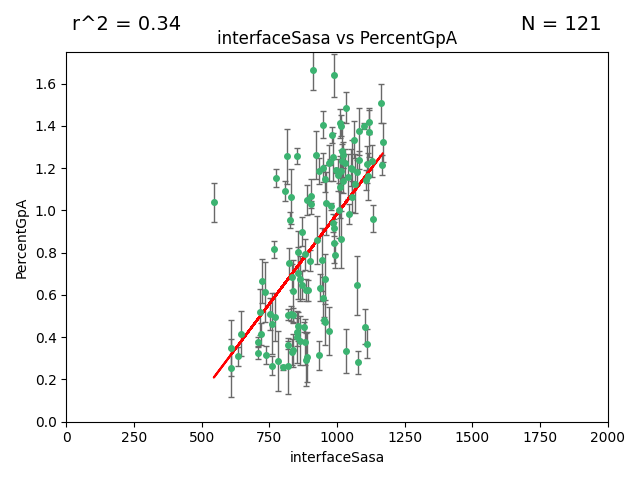 r^2 = 0.34
N = 121
interfaceSasa vs PercentGpA
PercentGpA
1.6
1.4
1.2
1.0
0.8
0.6
0.4
0.2
0.0
0 250 500 750 1000 1250 1500 1750 2000
interfaceSasa